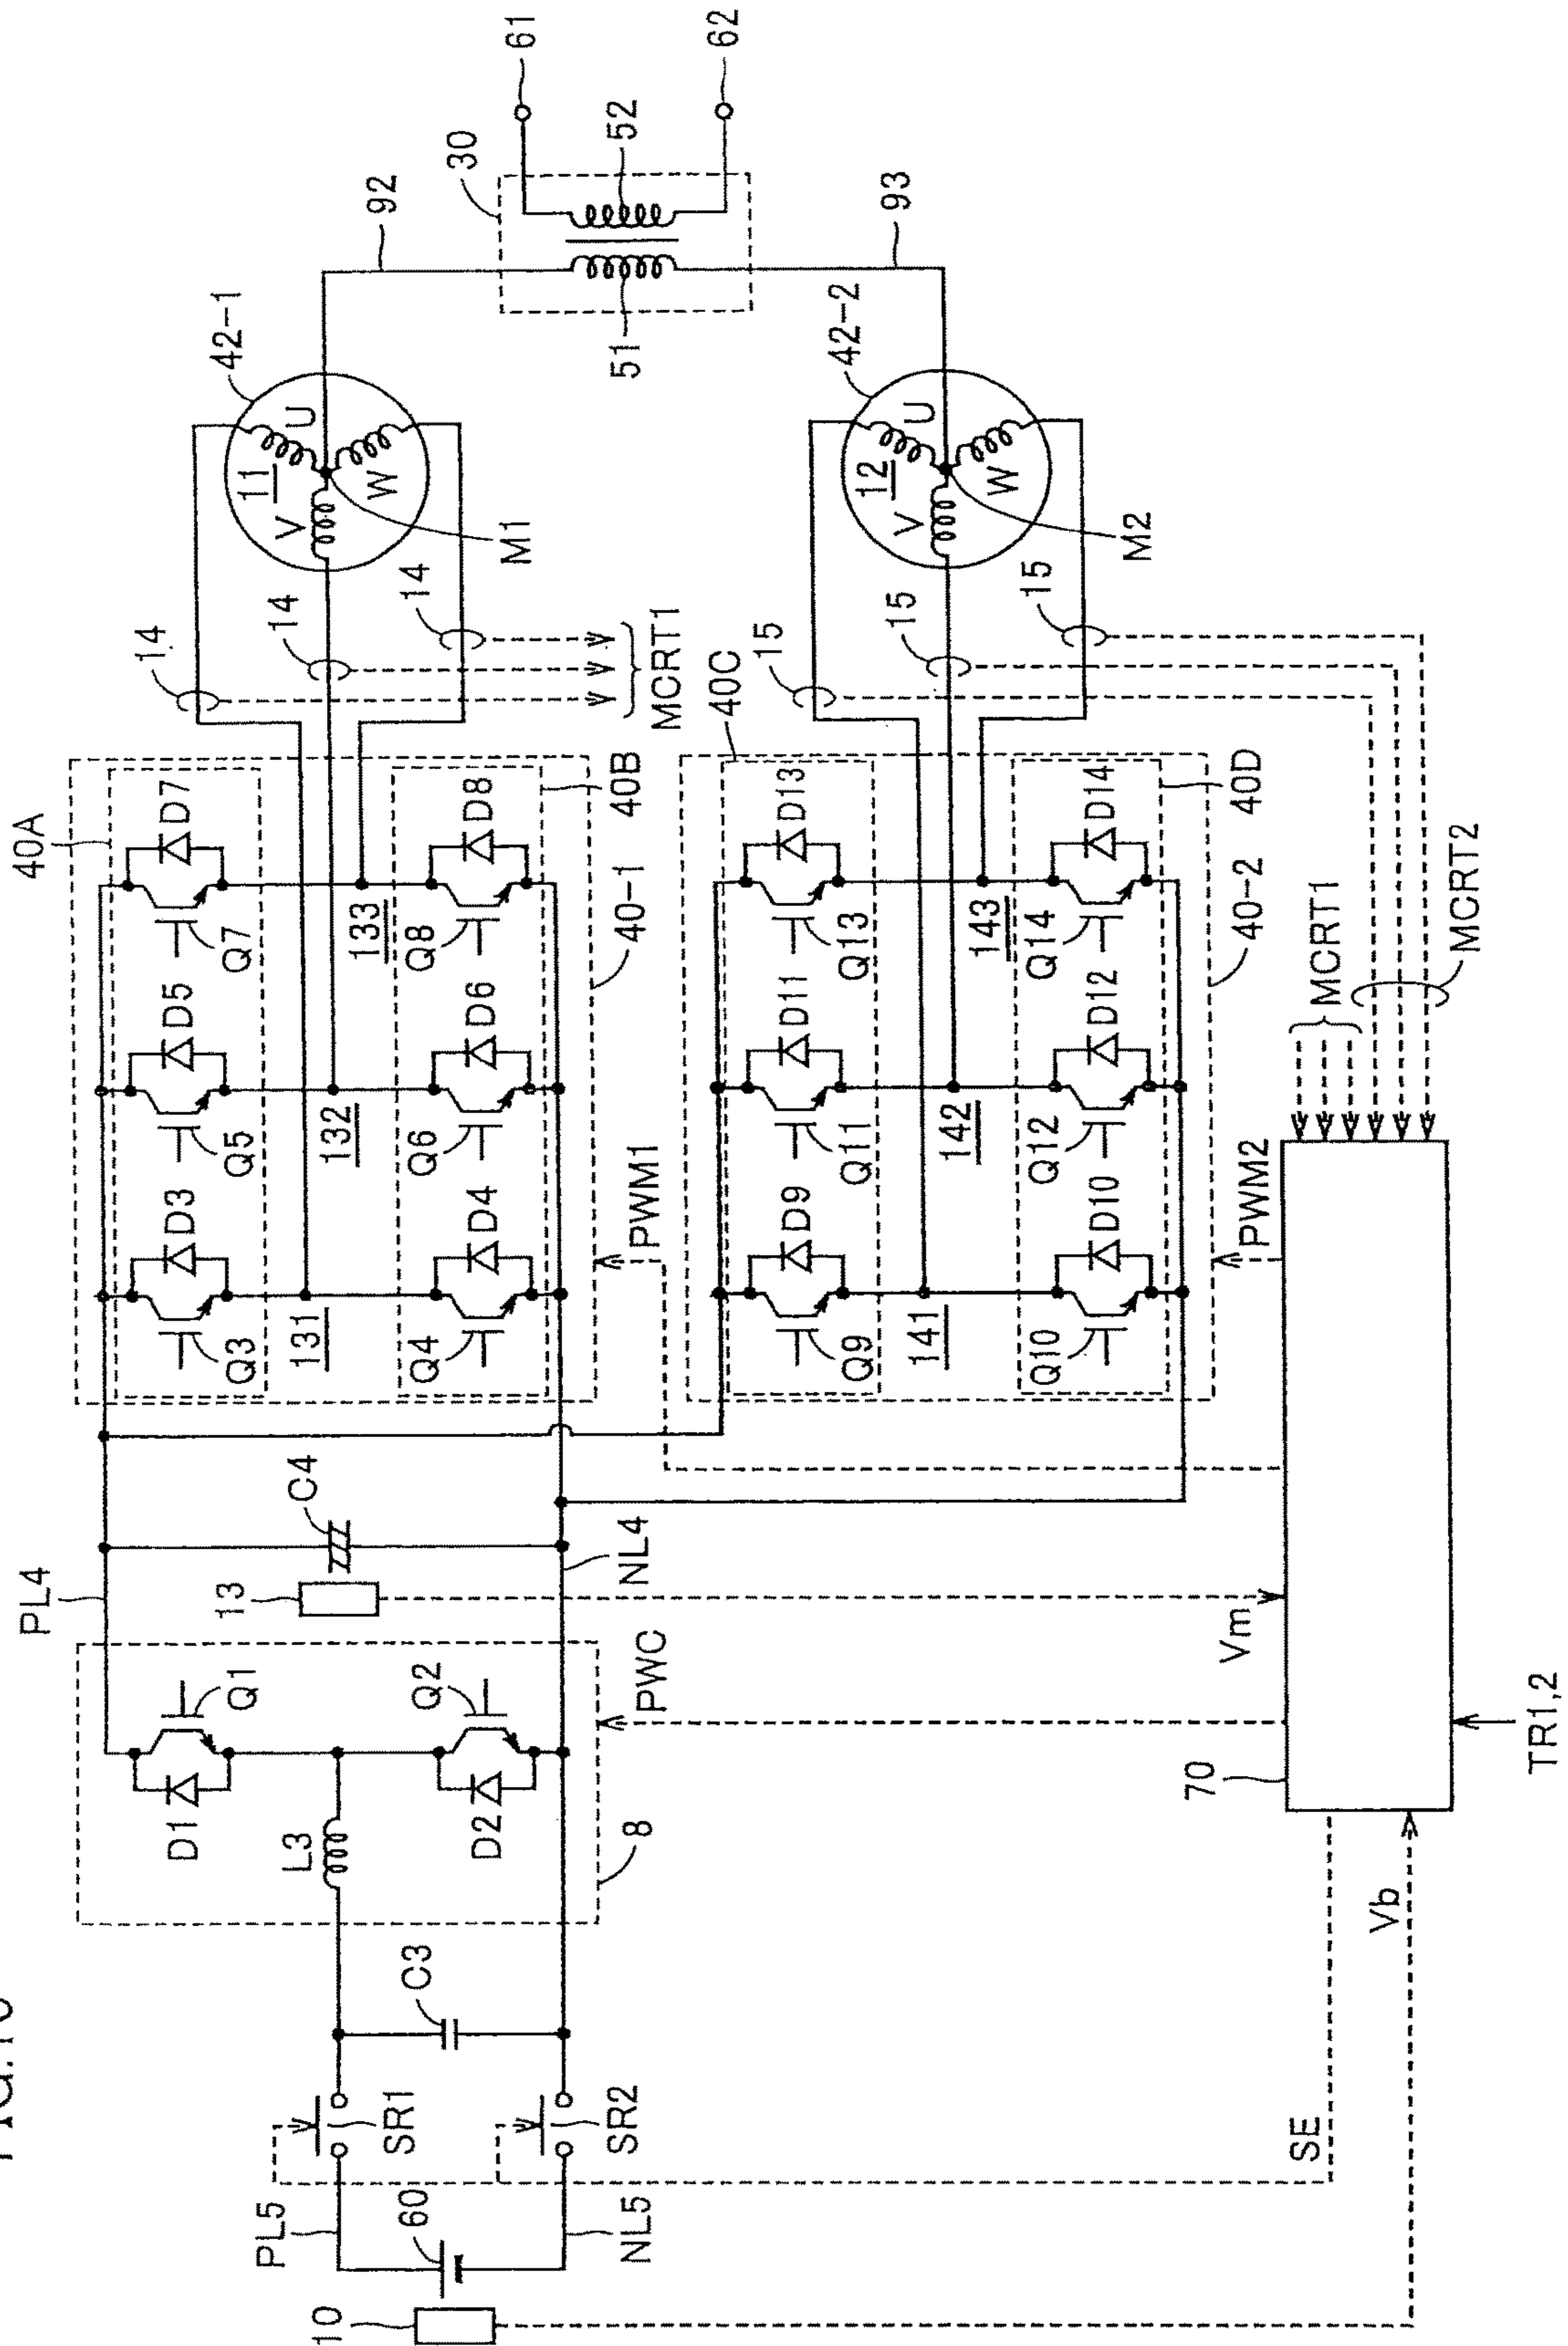 61
62
30
52
51
92
93
42-1
11
U
V
W
M1
42-2
12
U
V
W
M2
14
14
14
MCRT1
15
15
15
40A
D7
Q7
D5
Q5
D3
Q3
133
132
131
D8
Q8
D6
Q6
D4
Q4
40B
40-1
PWM1
40C
D13
Q13
D11
Q11
D9
Q9
143
142
141
D14
Q14
D12
Q12
D10
Q10
40D
40-2
PWM2
MCRT1
MCRT2
PL4
C4
13
NL4
Vm
Q1
D1
Q2
D2
L3
8
PWC
70
TR1,2
C3
SR1
SR2
SE
Vb
PL5
60
NL5
10